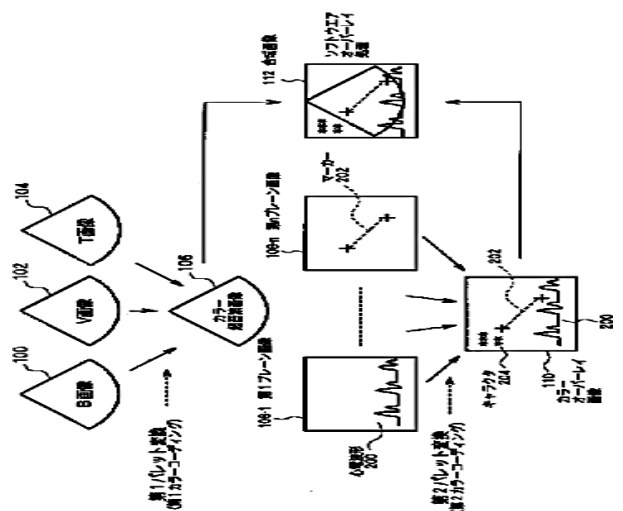 100
B画像
102
V画像
104
T画像
第1パレット変換
(第1カラーコーディング)
106
カラー
超音波画像
108-1 第1プレーン画像
心電波形
200
108-n 第nプレーン画像
マーカー
202
第2パレット変換
(第2カラーコーディング)
キャラクタ
204
202
200
110
カラー
オーバーレイ
画像
112 合成画像
ソフトウエア
オーバーレイ
処理